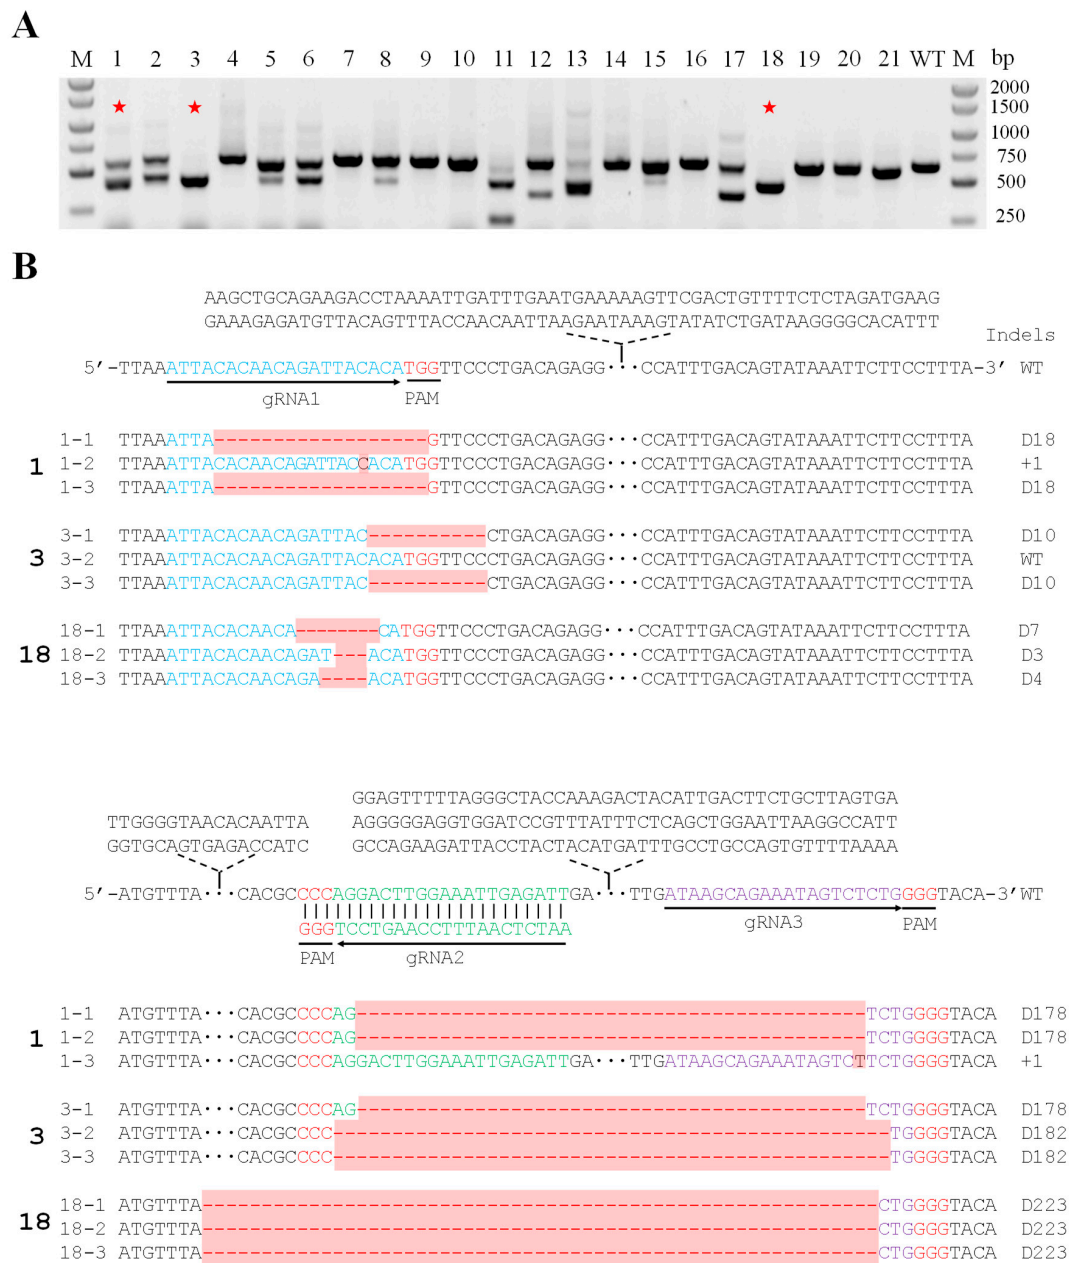 A
M 1 2 3 4 5 6 7 8 9 10 11 12 13 14 15 16 17 18 19 20 21 WT M bp
2000
1500
1000
750
500
250
B
AAGCTGCAGAAGACCTAAAATTGATTTGAATGAAAAAGTTCGACTGTTTTCTCTAGATGAAG
GAAAGAGATGTTACAGTTTACCAACAATTAAGAATAAAGTATATCTGATAAGGGGCACATTT
Indels
5′-TTAAATTACACAACAGATTACACATGGTTCCCTGACAGAGG···CCATTTGACAGTATAAATTCTTCCTTTA-3′ WT
gRNA1 PAM
1
1-1 TTAAATTA------------------GTTCCCTGACAGAGG···CCATTTGACAGTATAAATTCTTCCTTTA D18
1-2 TTAAATTACACAACAGATTACCACATGGTTCCCTGACAGAGG···CCATTTGACAGTATAAATTCTTCCTTTA +1
1-3 TTAAATTA------------------GTTCCCTGACAGAGG···CCATTTGACAGTATAAATTCTTCCTTTA D18
3
3-1 TTAAATTACACAACAGATTAC----------CTGACAGAGG···CCATTTGACAGTATAAATTCTTCCTTTA D10
3-2 TTAAATTACACAACAGATTACACATGGTTCCCTGACAGAGG···CCATTTGACAGTATAAATTCTTCCTTTA WT
3-3 TTAAATTACACAACAGATTAC----------CTGACAGAGG···CCATTTGACAGTATAAATTCTTCCTTTA D10
18
18-1 TTAAATTACACAACA-------CATGGTTCCCTGACAGAGG···CCATTTGACAGTATAAATTCTTCCTTTA D7
18-2 TTAAATTACACAACAGAT---ACATGGTTCCCTGACAGAGG···CCATTTGACAGTATAAATTCTTCCTTTA D3
18-3 TTAAATTACACAACAGA----ACATGGTTCCCTGACAGAGG···CCATTTGACAGTATAAATTCTTCCTTTA D4
TTGGGGTAACACAATTA
GGTGCAGTGAGACCATC
GGAGTTTTTAGGGCTACCAAAGACTACATTGACTTCTGCTTAGTGA
AGGGGGAGGTGGATCCGTTTATTTCTCAGCTGGAATTAAGGCCATT
GCCAGAAGATTACCTACTACATGATTTGCCTGCCAGTGTTTTAAAA
5′-ATGTTTA···CACGCCCCAGGACTTGGAAATTGAGATTGA···TTGATAAGCAGAAATAGTCTCTGGGGTACA-3′WT
GGGTCCTGAACCTTTAACTCTAA
PAM gRNA2
gRNA3 PAM
1
1-1 ATGTTTA···CACGCCCCAG-------------------------------------------TCTGGGGTACA D178
1-2 ATGTTTA···CACGCCCCAG-------------------------------------------TCTGGGGTACA D178
1-3 ATGTTTA···CACGCCCCAGGACTTGGAAATTGAGATTGA···TTGATAAGCAGAAATAGTCTTCTGGGGTACA +1
3
3-1 ATGTTTA···CACGCCCCAG-------------------------------------------TCTGGGGTACA D178
3-2 ATGTTTA···CACGCCCC-----------------------------------------------TGGGGTACA D182
3-3 ATGTTTA···CACGCCCC-----------------------------------------------TGGGGTACA D182
18
18-1 ATGTTTA---------------------------------------------------------CTGGGGTACA D223
18-2 ATGTTTA---------------------------------------------------------CTGGGGTACA D223
18-3 ATGTTTA---------------------------------------------------------CTGGGGTACA D223